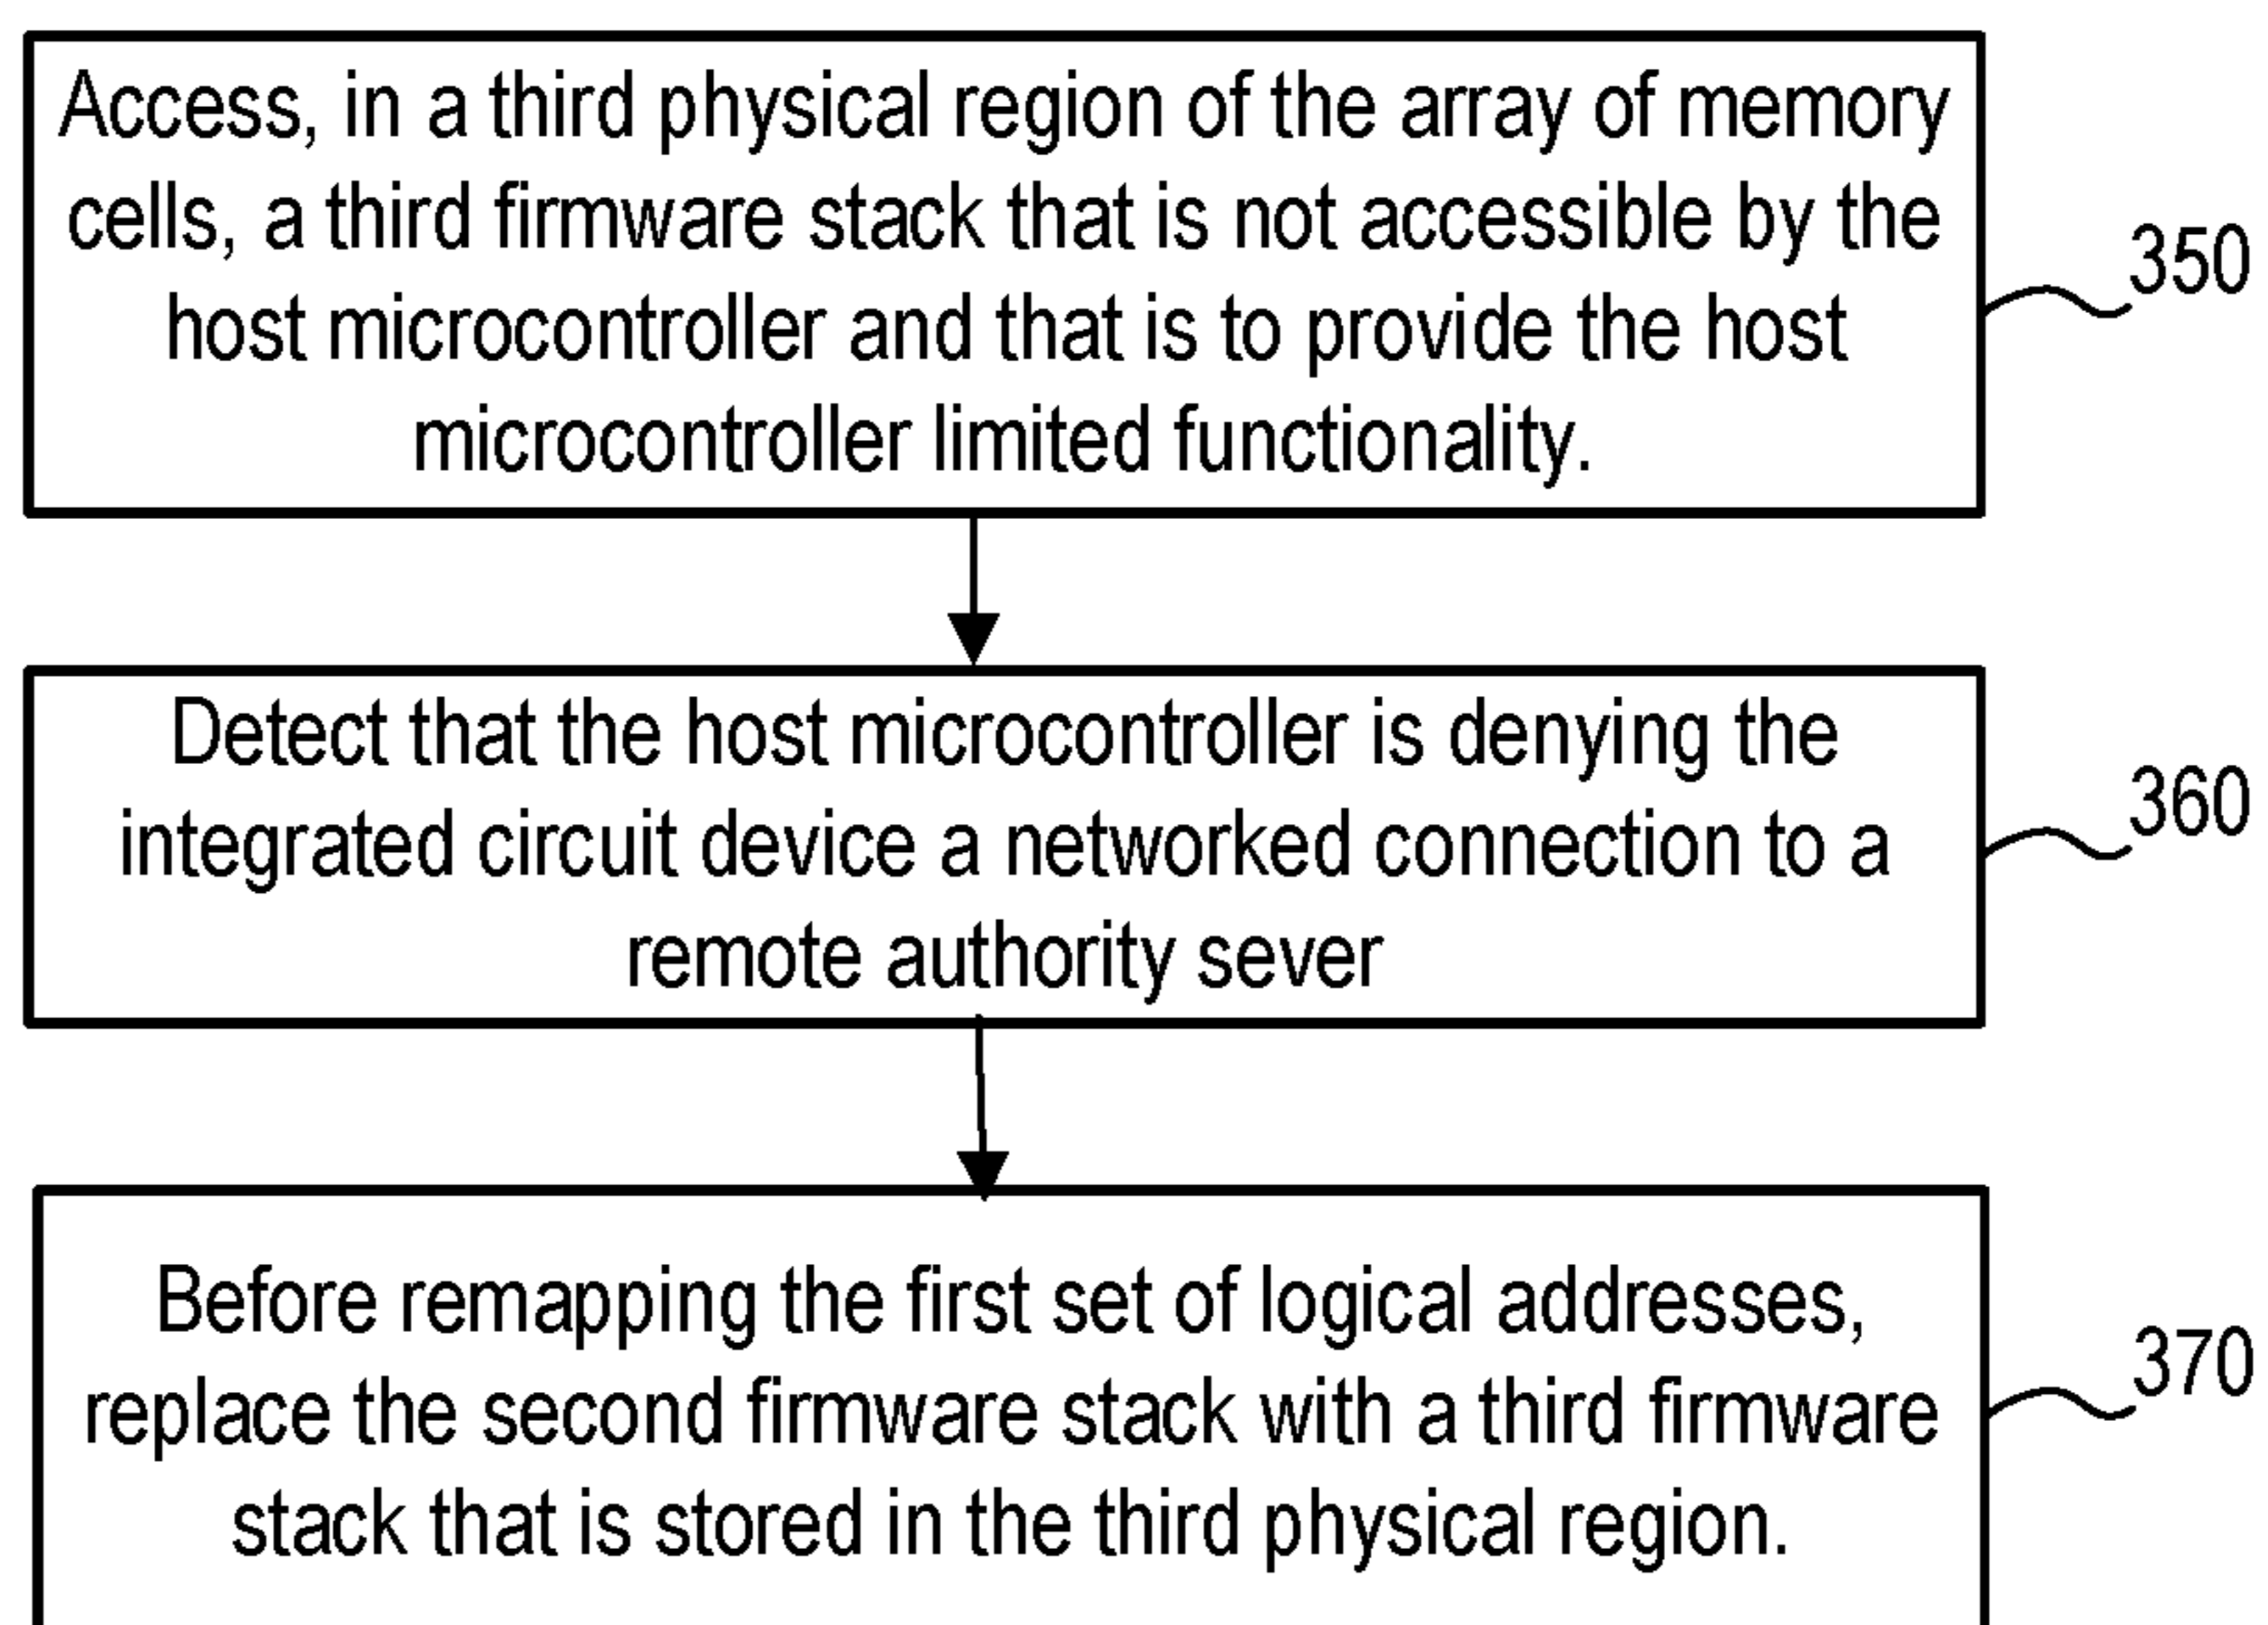 Access, in a third physical region of the array of memory
cells, a third firmware stack that is not accessible by the
host microcontroller and that is to provide the host
microcontroller limited functionality.
350
Detect that the host microcontroller is denying the
integrated circuit device a networked connection to a
remote authority sever
360
Before remapping the first set of logical addresses,
replace the second firmware stack with a third firmware
stack that is stored in the third physical region.
370